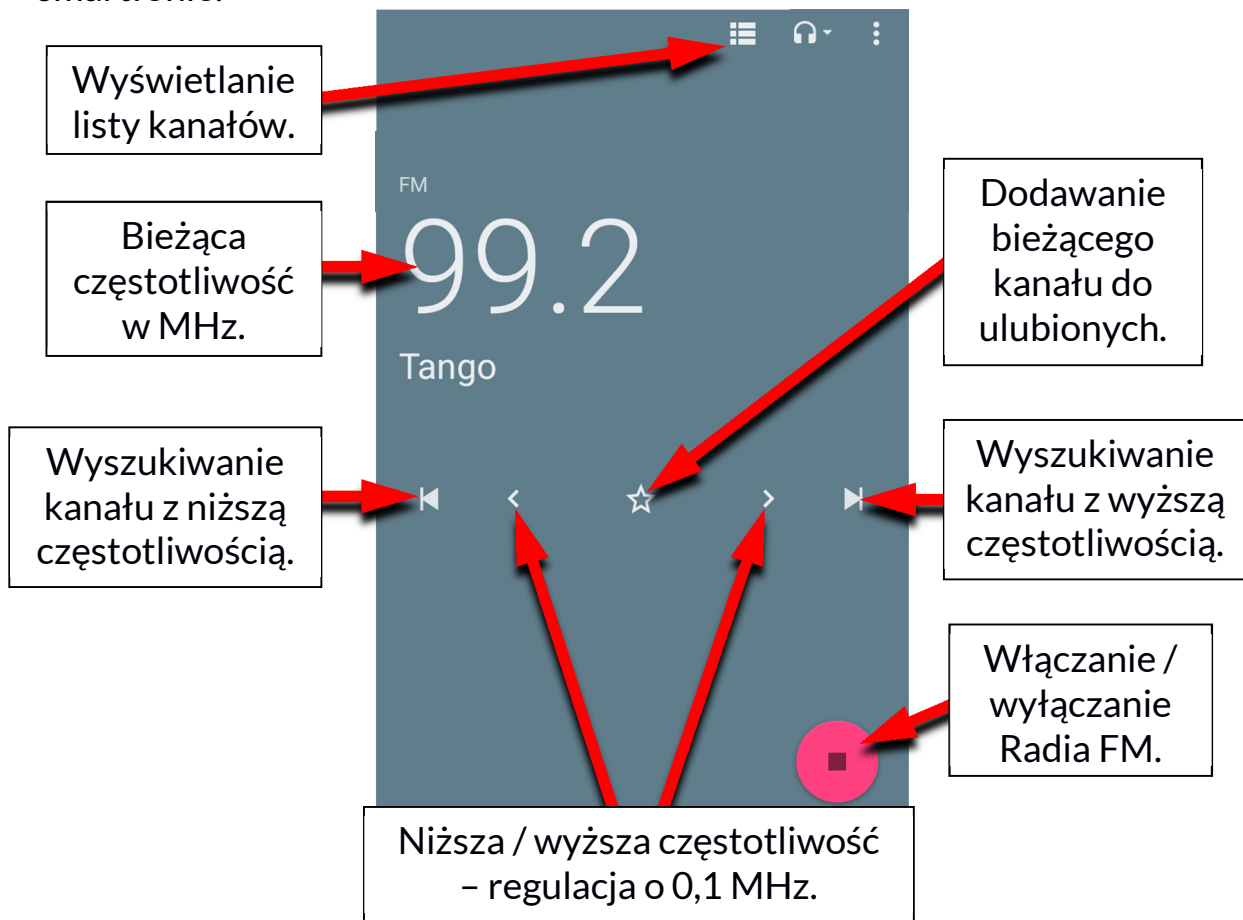 smartfonie.
Wyświetlanie
listy kanałów.
FM
99.2
Tango
Bieżąca
częstotliwość
w MHz.
Dodawanie
bieżącego
kanału do
ulubionych.
Wyszukiwanie
kanału z niższą
częstotliwością.
Wyszukiwanie
kanału z wyższą
częstotliwością.
Włączanie /
wyłączanie
Radia FM.
Niższa / wyższa częstotliwość
– regulacja o 0,1 MHz.